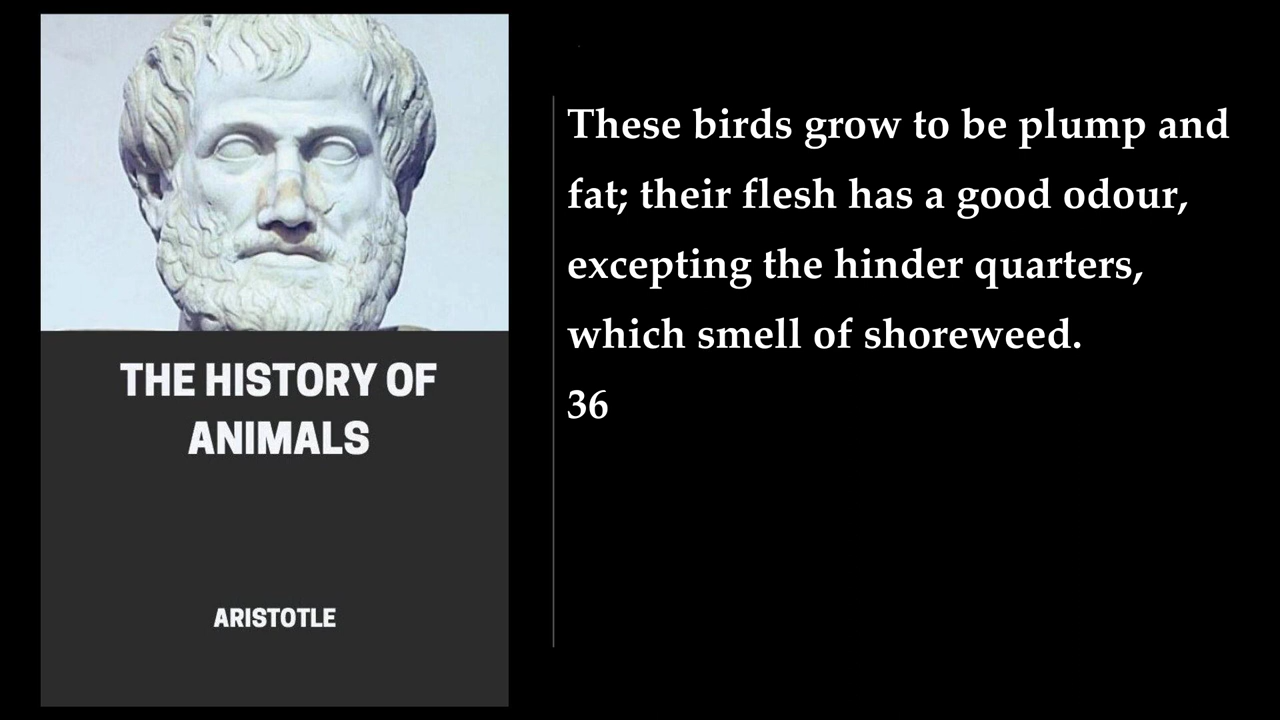 THE HISTORY OF
ANIMALS
ARISTOTLE
These birds grow to be plump and
fat; their flesh has a good odour,
excepting the hinder quarters,
which smell of shoreweed.
36